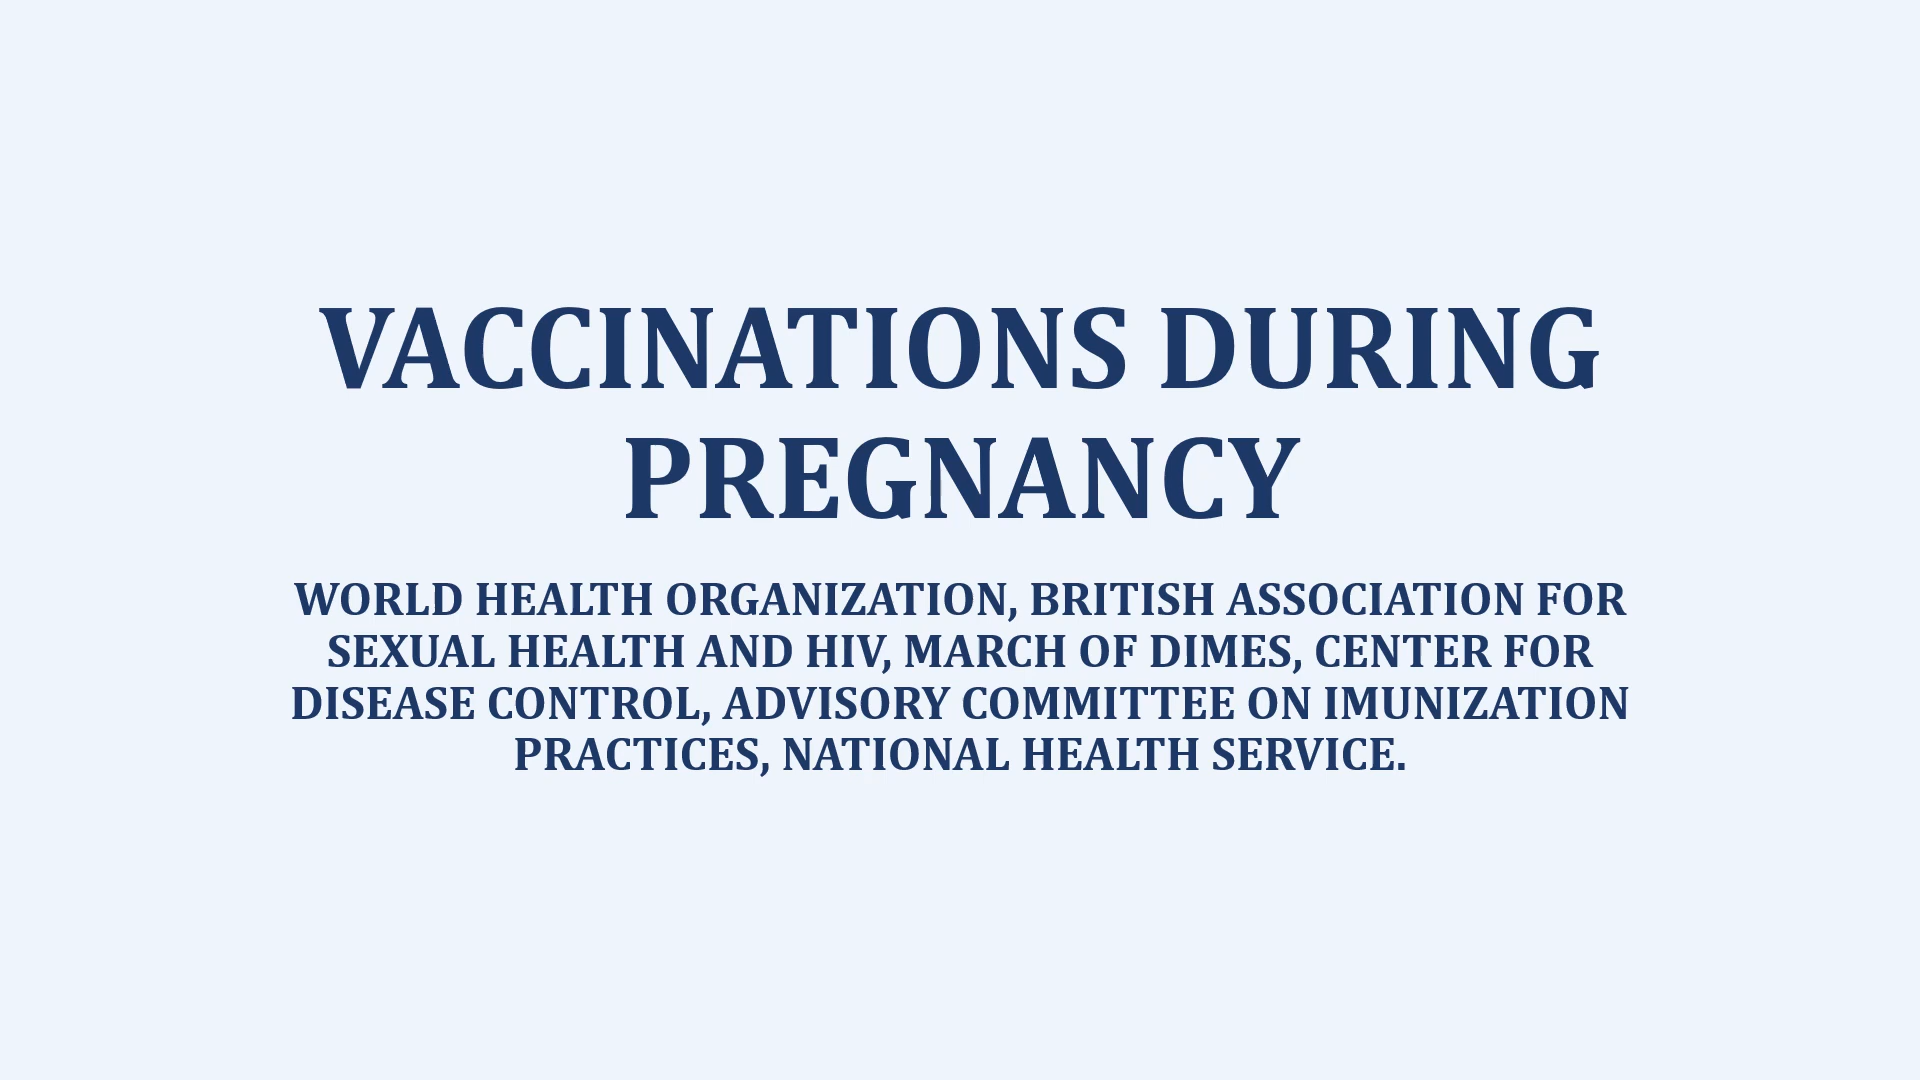 VACCINATIONS DURING
PREGNANCY
WORLD HEALTH ORGANIZATION, BRITISH ASSOCIATION FOR
SEXUAL HEALTH AND HIV, MARCH OF DIMES, CENTER FOR
DISEASE CONTROL, ADVISORY COMMITTEE ON IMUNIZATION
PRACTICES, NATIONAL HEALTH SERVICE.